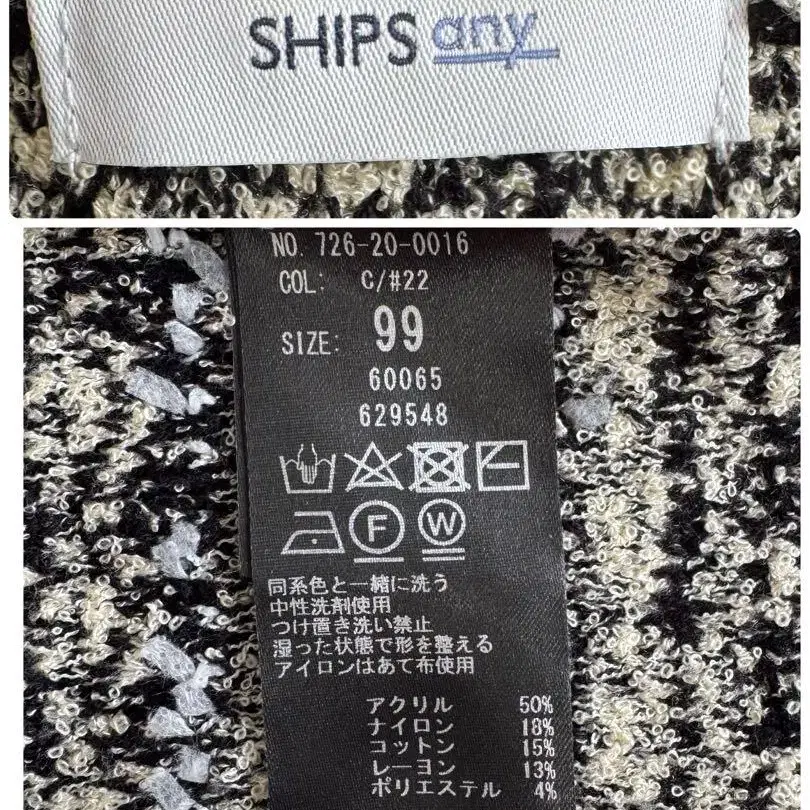 SHIPS any
NO. 726-20-0016
COL: C/#22
SIZE: 99
60065
629548
F W
同系色と一緒に洗う
中性洗剤使用
つけ置き洗い禁止
湿った状態で形を整える
アイロンはあて布使用
アクリル 50%
ナイロン 18%
コットン 15%
レーヨン 13%
ポリエステル 4%